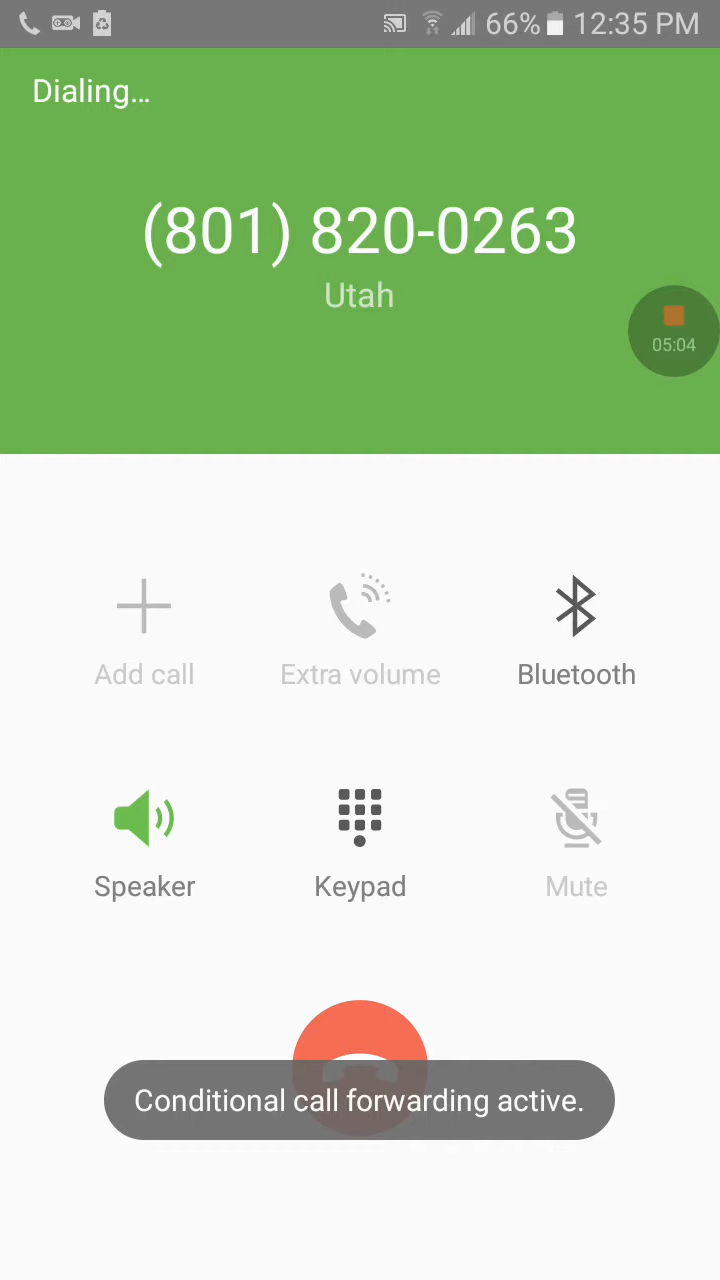 66% 12:35 PM
Dialing...
(801) 820-0263
Utah
05:04
Add call
Extra volume
Bluetooth
Speaker
Keypad
Mute
Conditional call forwarding active.